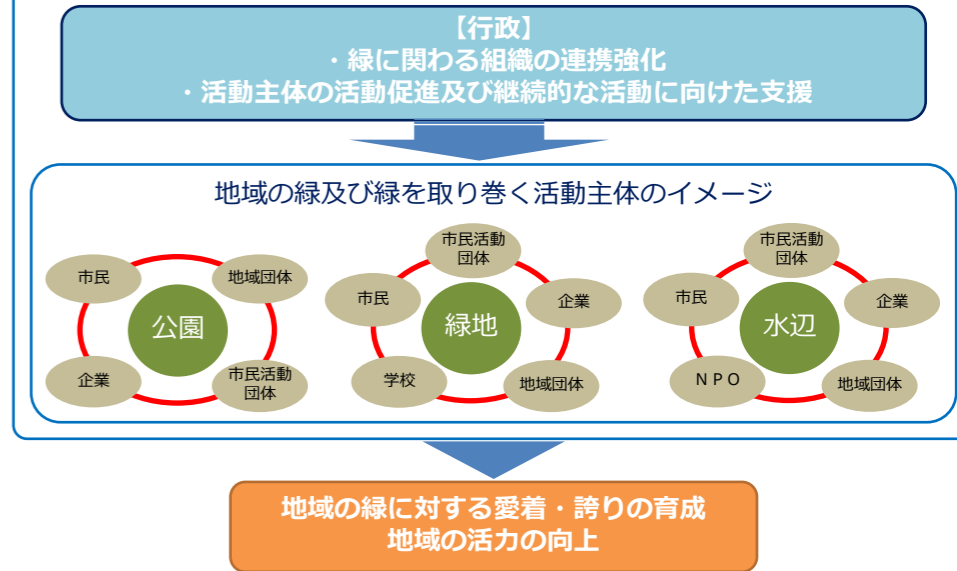 【行政】
・緑に関わる組織の連携強化
・活動主体の活動促進及び継続的な活動に向けた支援
地域の緑及び緑を取り巻く活動主体のイメージ
市民
地域団体
公園
企業
市民活動
団体
市民活動
団体
市民
企業
緑地
学校
地域団体
市民活動
団体
市民
企業
水辺
ＮＰＯ
地域団体
地域の緑に対する愛着・誇りの育成
地域の活力の向上